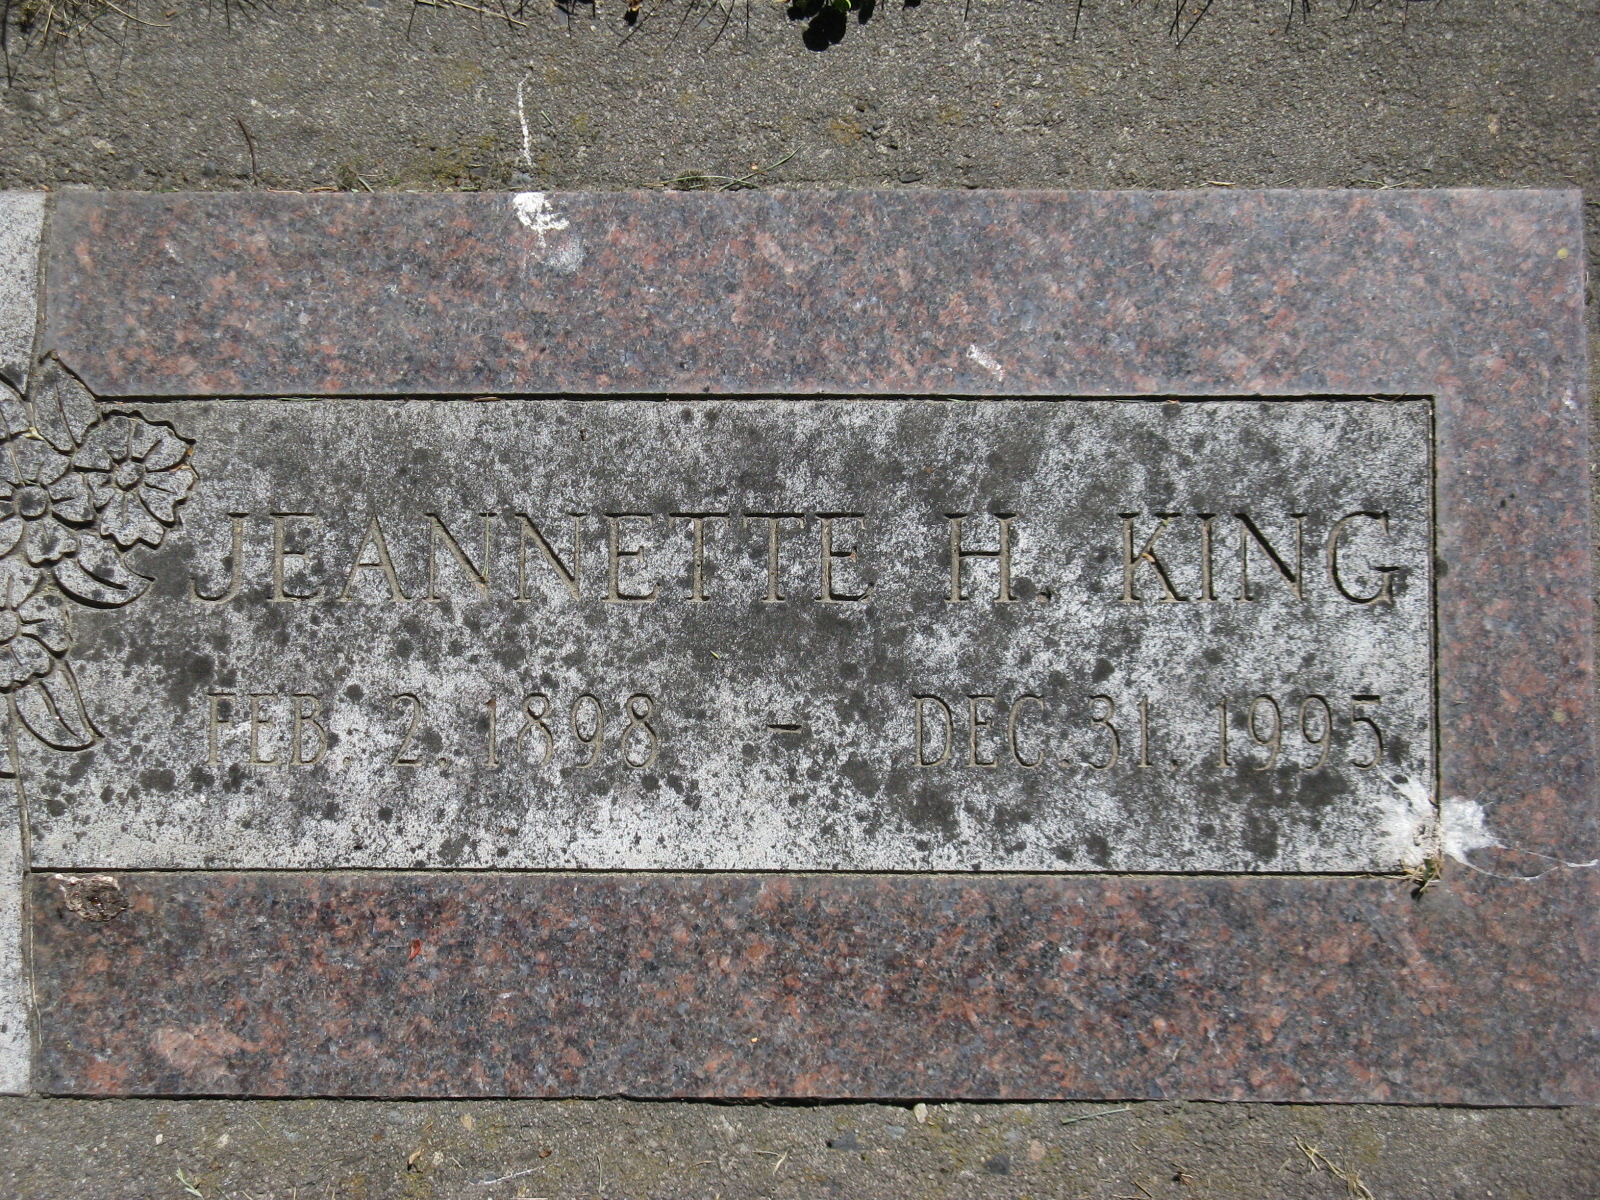 JEANNETTE H. KING
FEB. 2, 1898 - DEC. 31, 1995